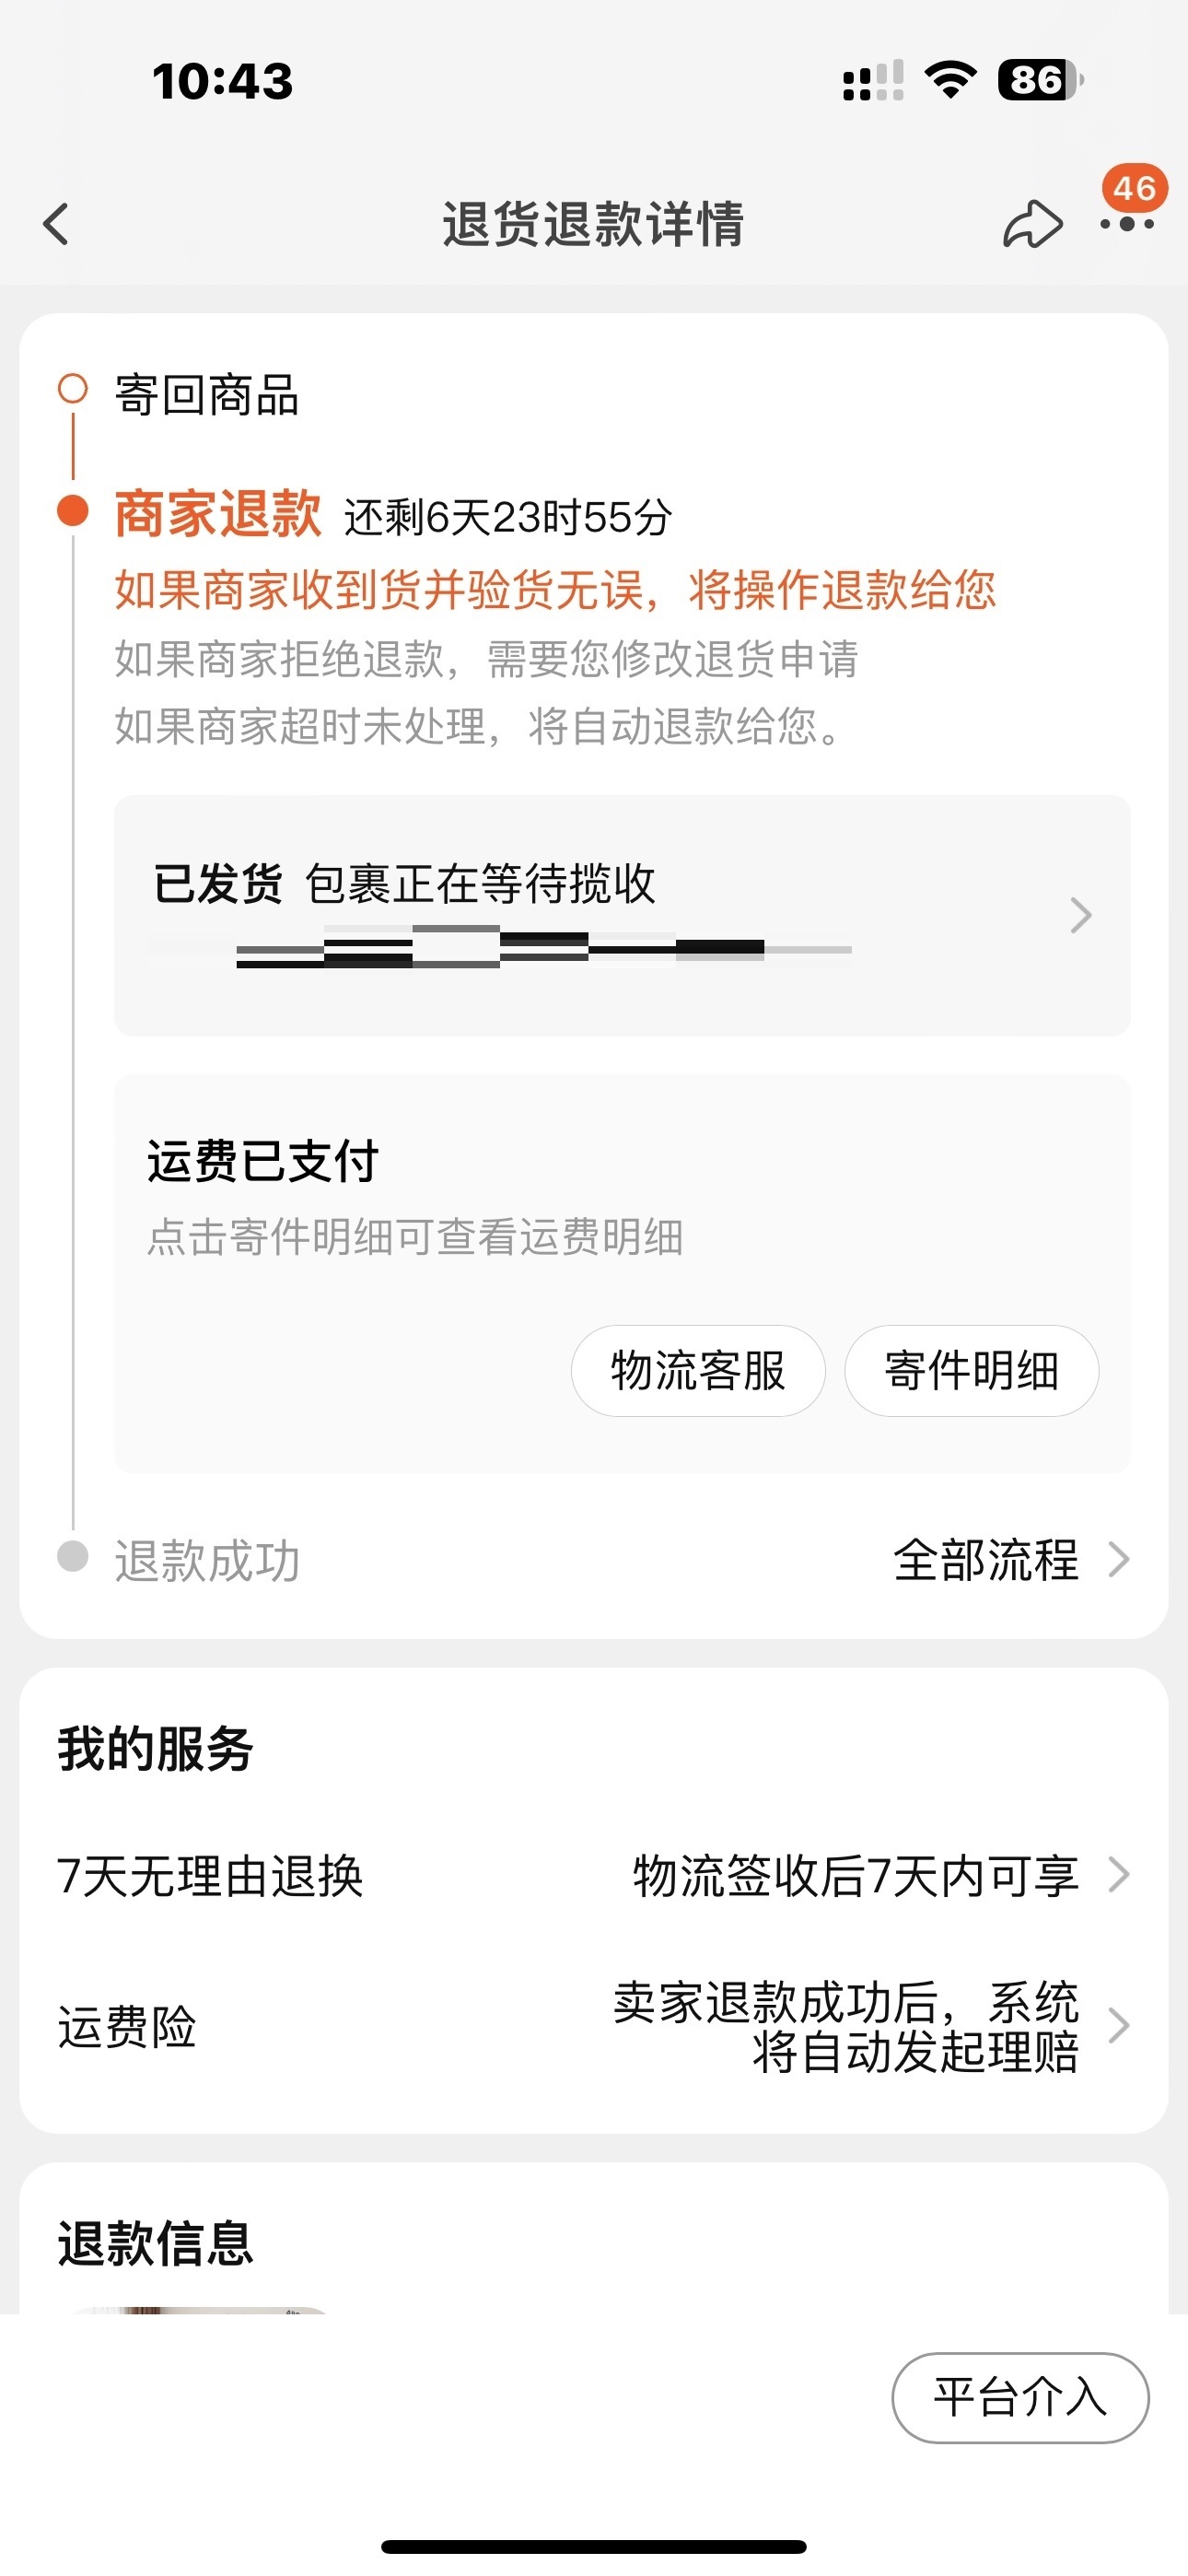 10:43
86
46
退货退款详情
寄回商品
商家退款 还剩6天23时55分
如果商家收到货并验货无误，将操作退款给您
如果商家拒绝退款，需要您修改退货申请
如果商家超时未处理，将自动退款给您。
已发货 包裹正在等待揽收
运费已支付
点击寄件明细可查看运费明细
物流客服 寄件明细
退款成功 全部流程
我的服务
7天无理由退换 物流签收后7天内可享
运费险 卖家退款成功后，系统
将自动发起理赔
退款信息
平台介入